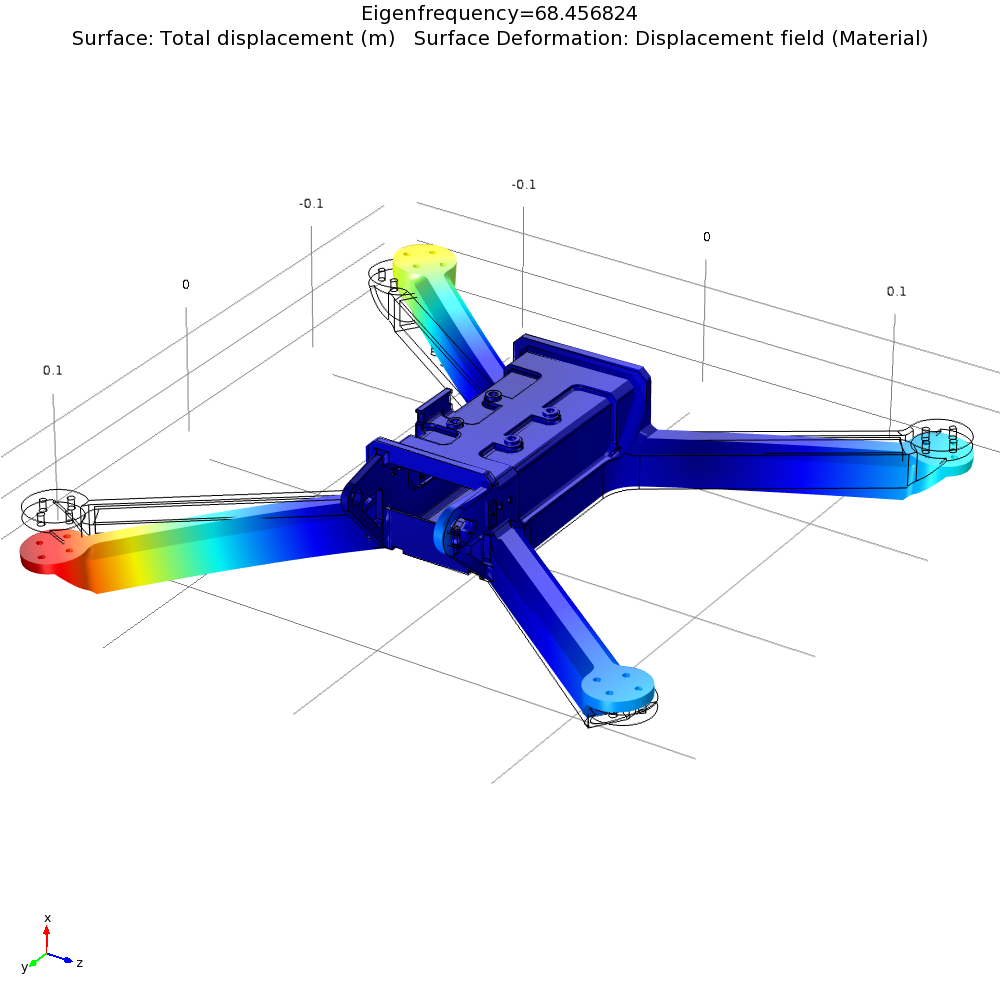 Eigenfrequency=68.456824
Surface: Total displacement (m)   Surface Deformation: Displacement field (Material)
-0.1
-0.1
0
0
0.1
0.1
x
y
z